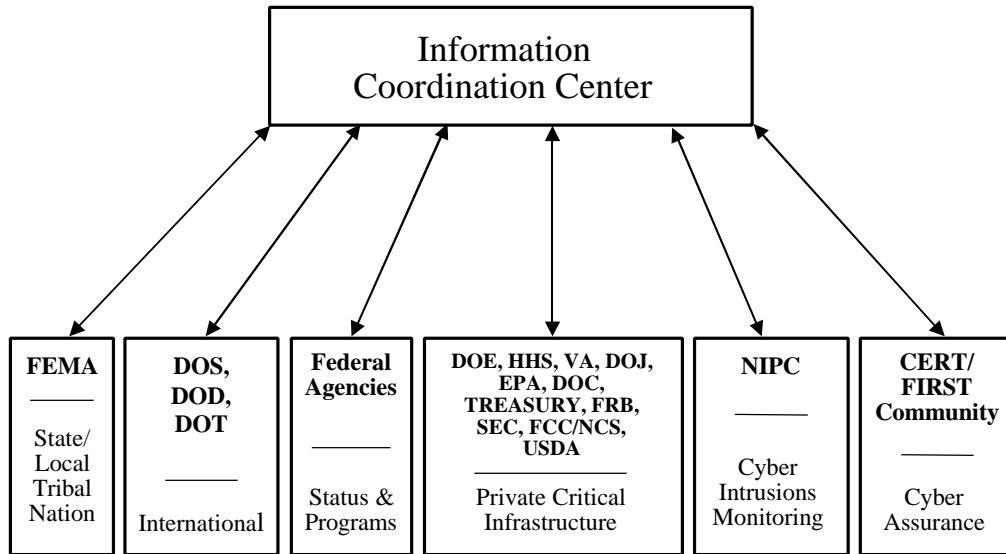 Information
Coordination Center
FEMA
State/
Local
Tribal
Nation
DOS,
DOD,
DOT
International
Federal
Agencies
Status &
Programs
DOE, HHS, VA, DOJ,
EPA, DOC,
TREASURY, FRB,
SEC, FCC/NCS,
USDA
Private Critical
Infrastructure
NIPC
Cyber
Intrusions
Monitoring
CERT/
FIRST
Community
Cyber
Assurance